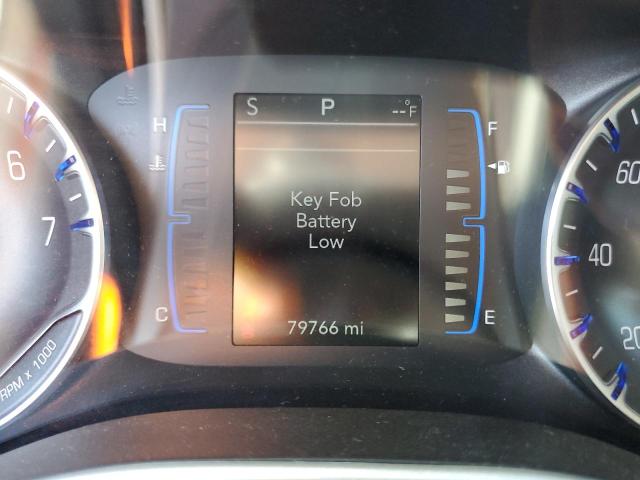 S P --°F
H
F
6
7
C
E
Key Fob
Battery
Low
79766 mi
RPM x 1000
60
40
20